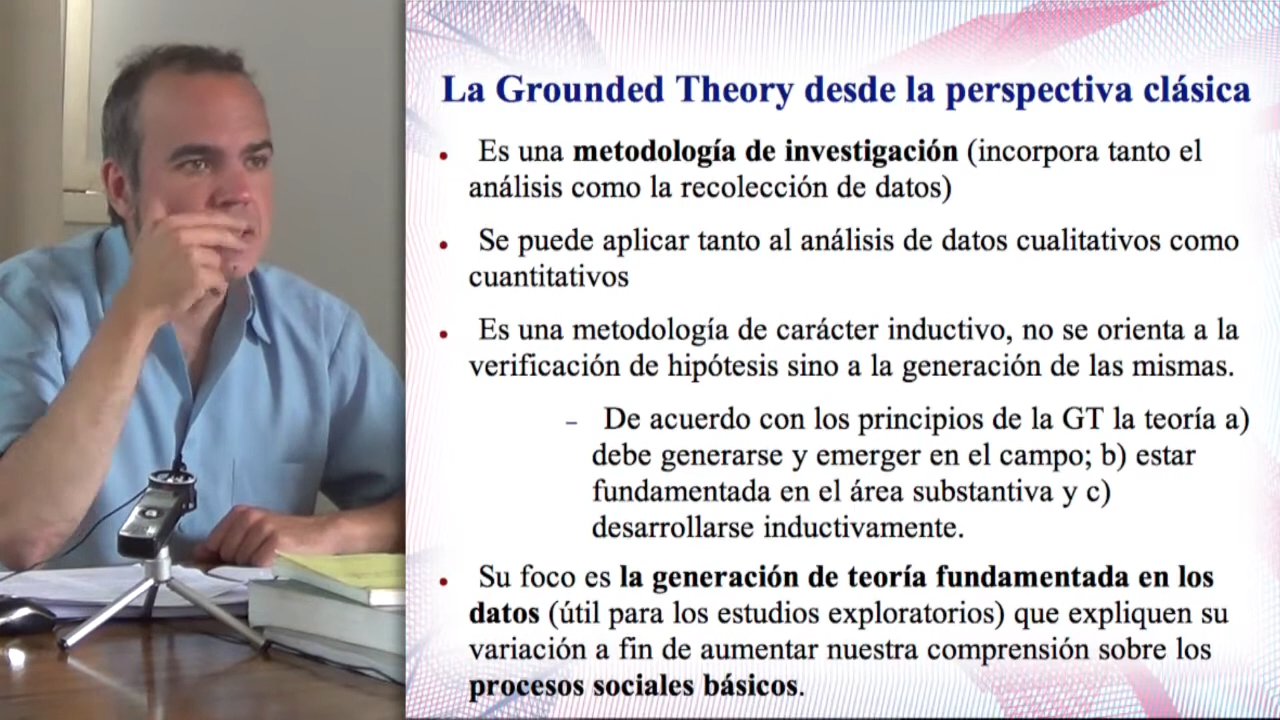 La Grounded Theory desde la perspectiva clásica
• Es una metodología de investigación (incorpora tanto el
análisis como la recolección de datos)
• Se puede aplicar tanto al análisis de datos cualitativos como
cuantitativos
• Es una metodología de carácter inductivo, no se orienta a la
verificación de hipótesis sino a la generación de las mismas.
– De acuerdo con los principios de la GT la teoría a)
debe generarse y emerger en el campo; b) estar
fundamentada en el área substantiva y c)
desarrollarse inductivamente.
• Su foco es la generación de teoría fundamentada en los
datos (útil para los estudios exploratorios) que expliquen su
variación a fin de aumentar nuestra comprensión sobre los
procesos sociales básicos.